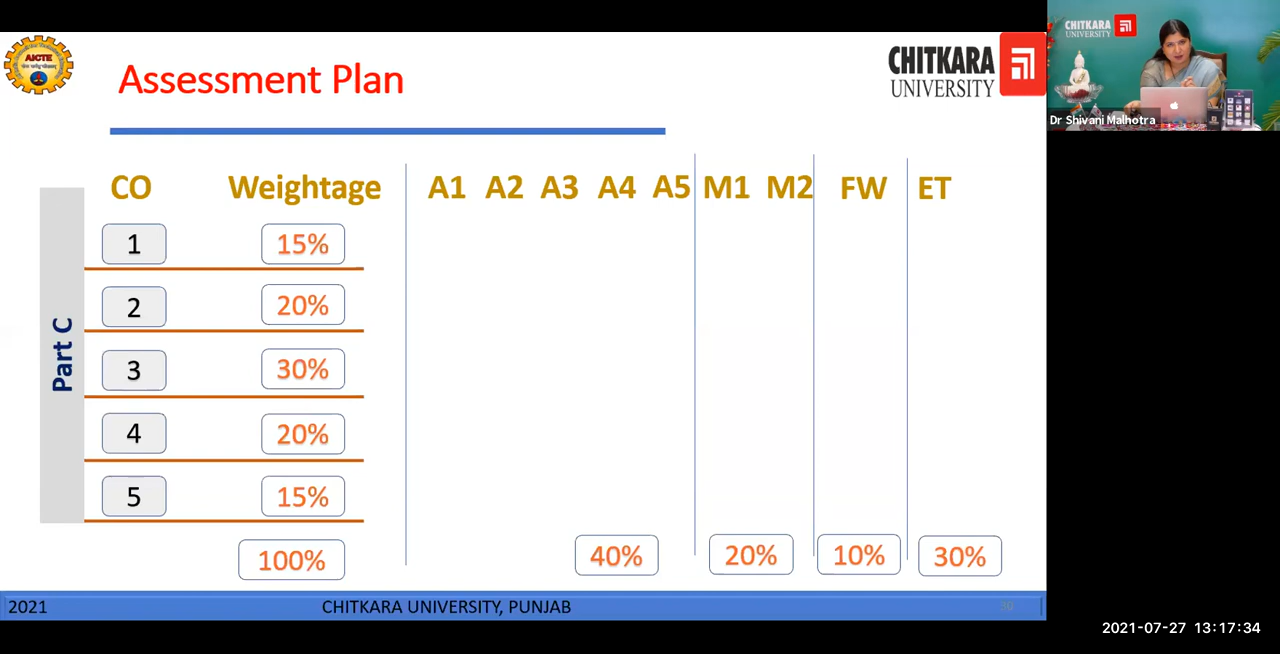 AICTE
Assessment Plan
CHITKARA
UNIVERSITY
CHITKARA
UNIVERSITY
Dr Shivani Malhotra
CO Weightage A1 A2 A3 A4 A5 M1 M2 FW ET
Part C
1 15%
2 20%
3 30%
4 20%
5 15%
100% 40% 20% 10% 30%
2021 CHITKARA UNIVERSITY, PUNJAB 30
2021-07-27 13:17:34